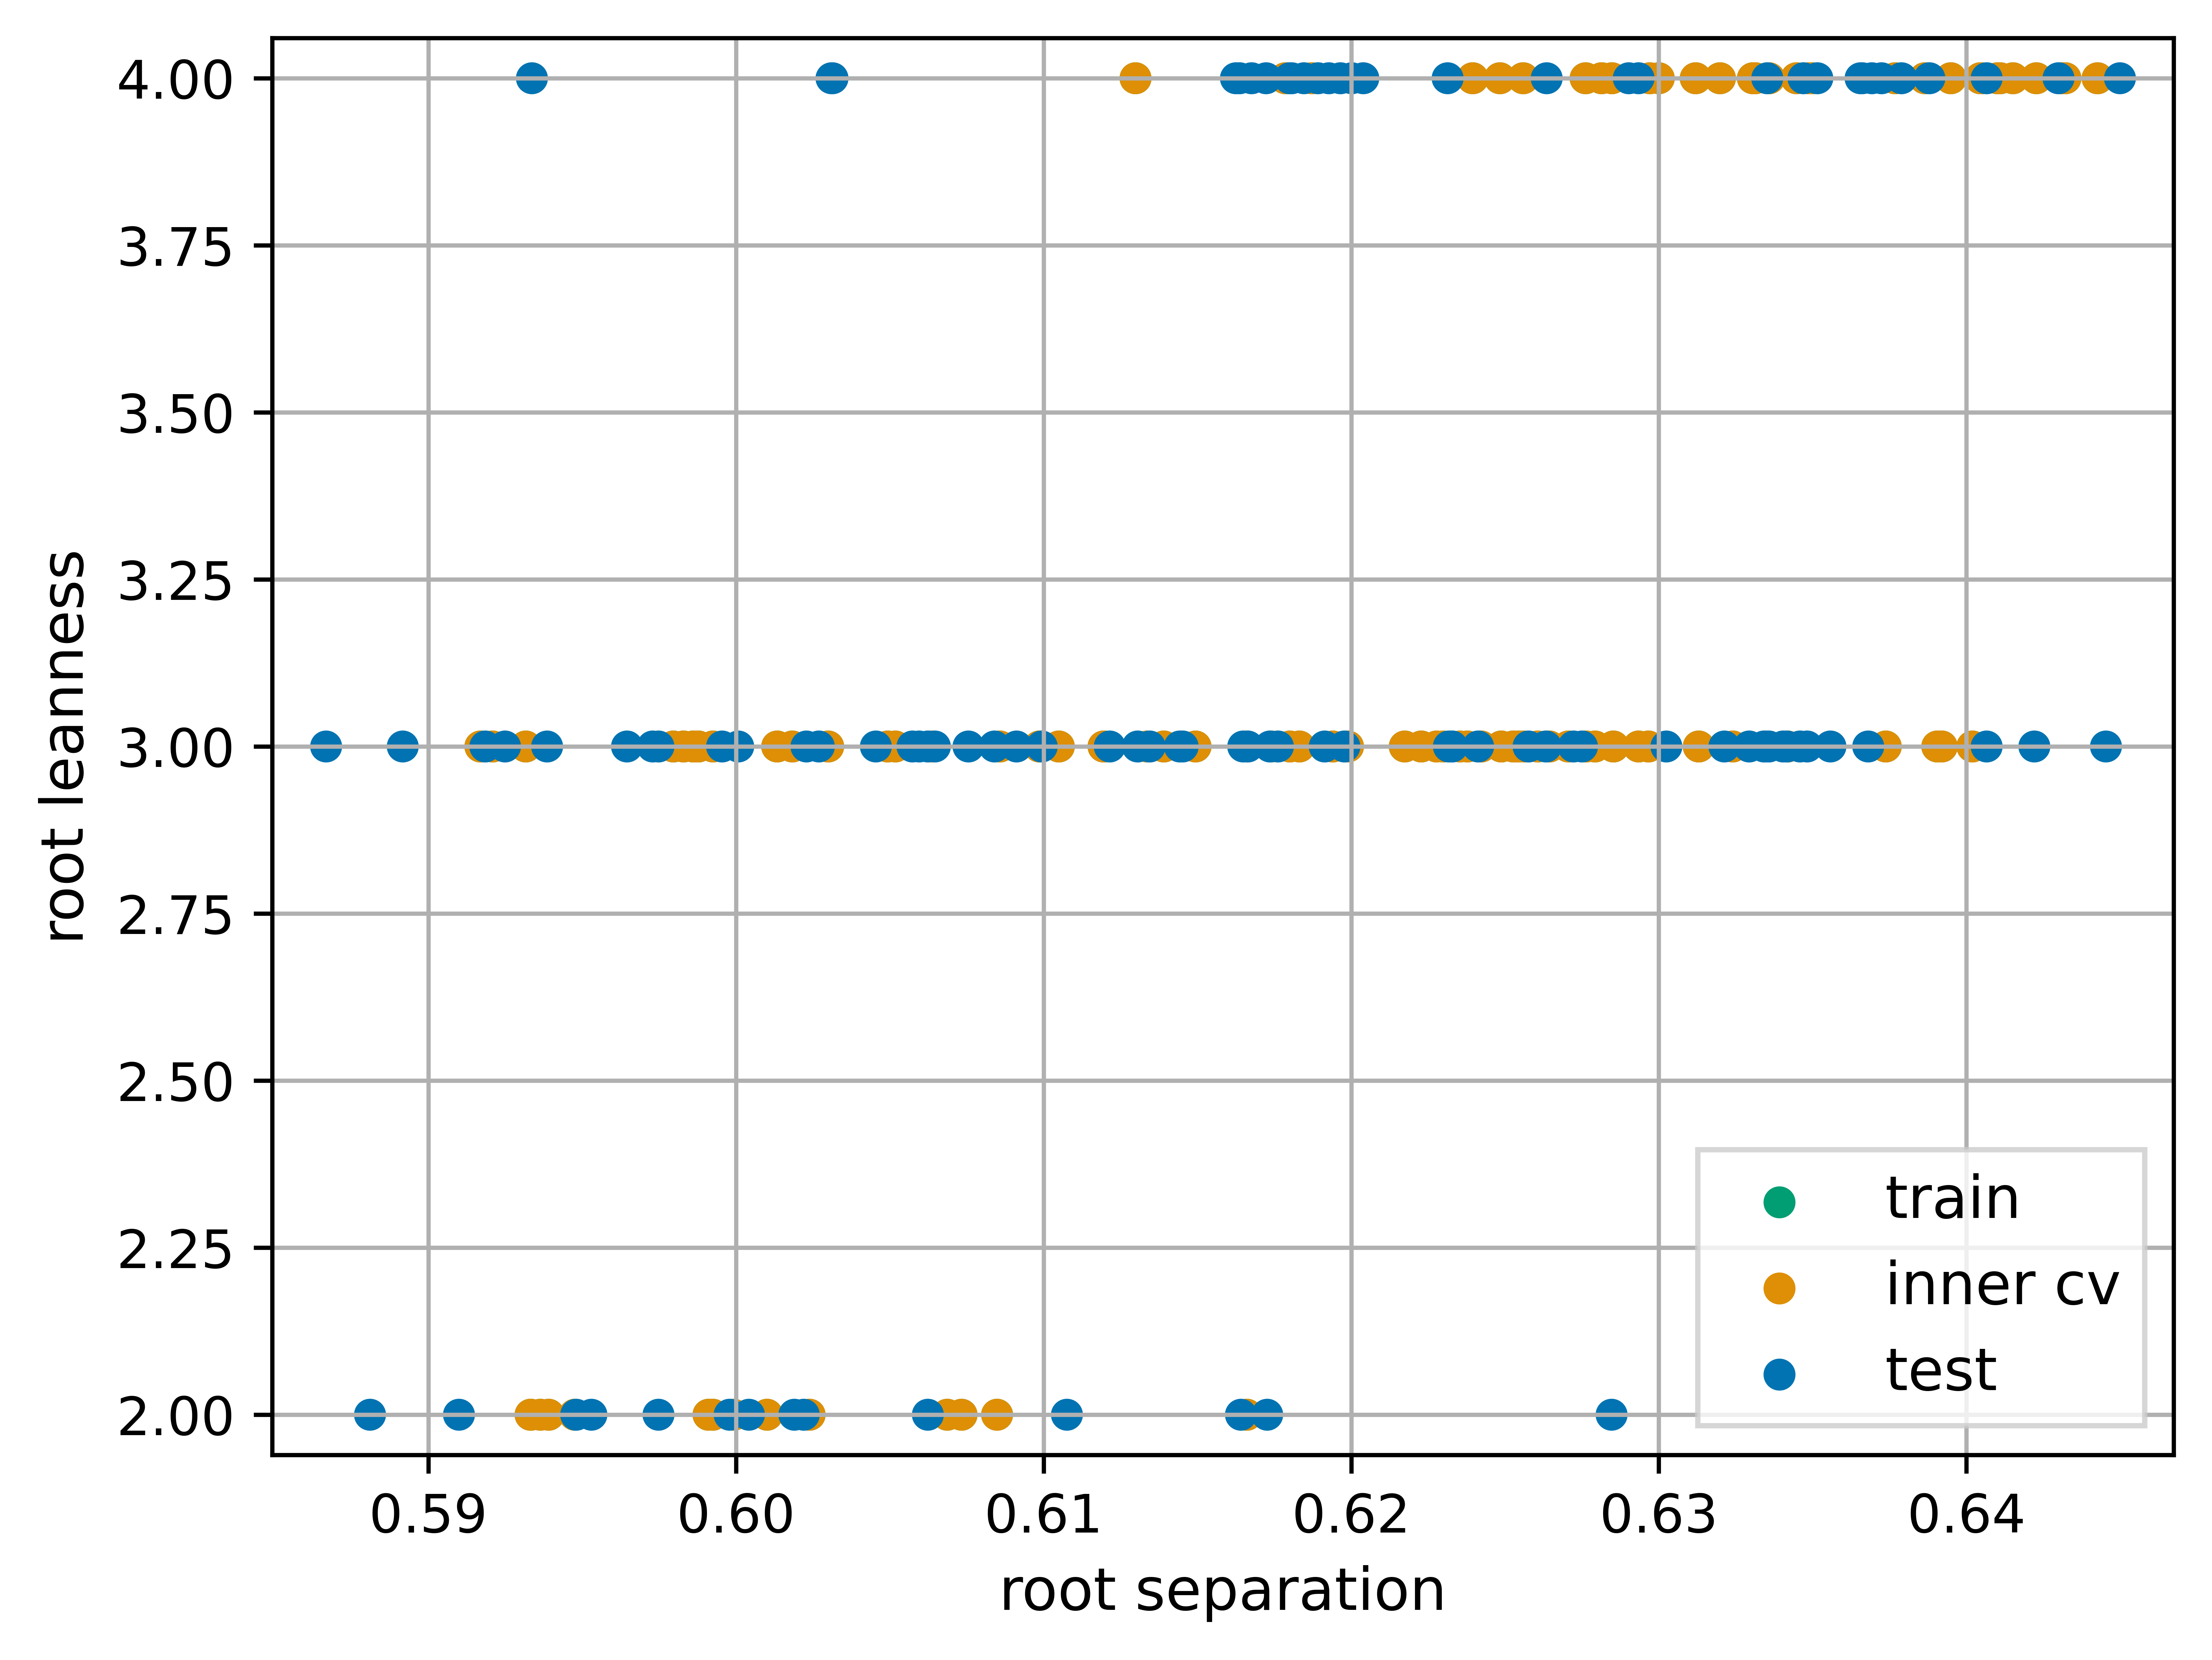 4.00
3.75
3.50
3.25
3.00
2.75
2.50
2.25
2.00
root leanness
0.59 0.60 0.61 0.62 0.63 0.64
root separation
train
inner cv
test